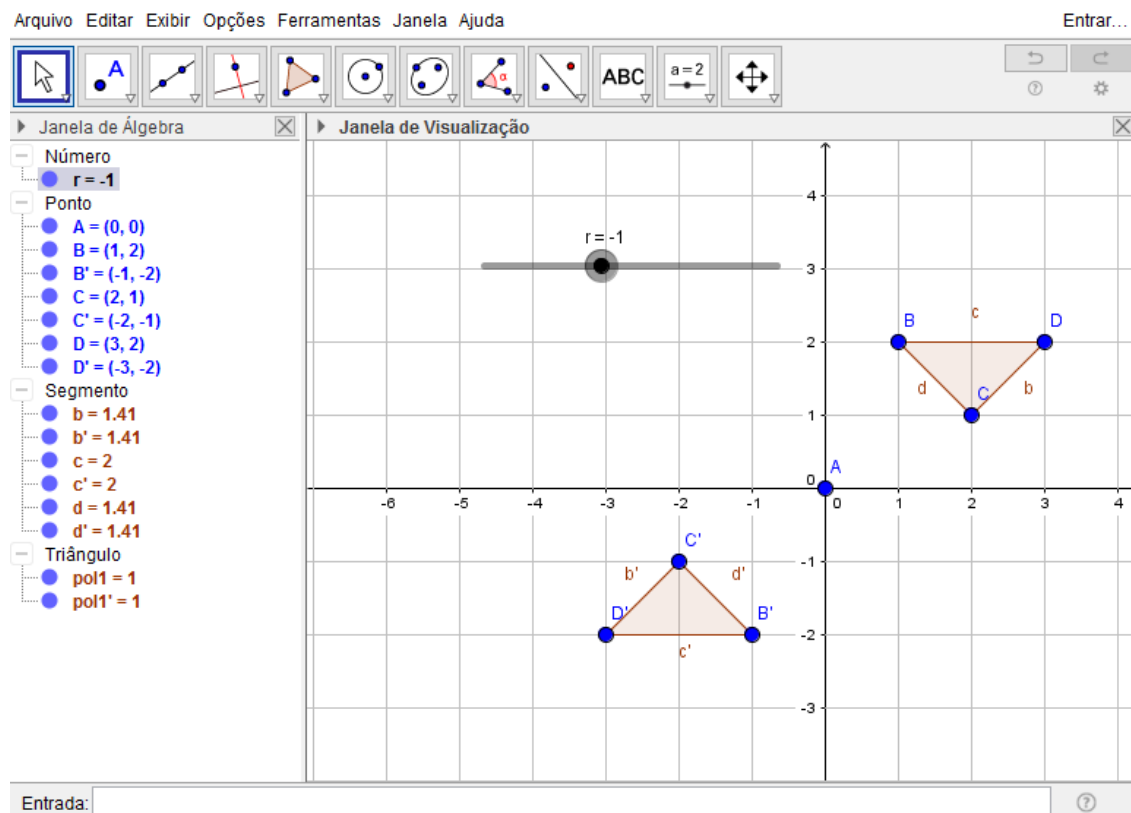 Arquivo Editar Exibir Opções Ferramentas Janela Ajuda Entrar...
A α ABC a = 2
Janela de Álgebra
Número
r = -1
Ponto
A = (0, 0)
B = (1, 2)
B' = (-1, -2)
C = (2, 1)
C' = (-2, -1)
D = (3, 2)
D' = (-3, -2)
Segmento
b = 1.41
b' = 1.41
c = 2
c' = 2
d = 1.41
d' = 1.41
Triângulo
pol1 = 1
pol1' = 1
Janela de Visualização
4
r = -1
3
c
B D
2
d C b
1
A
0
-6 -5 -4 -3 -2 -1 0 1 2 3 4
C'
-1
b' d'
D' B'
-2
c'
-3
Entrada: